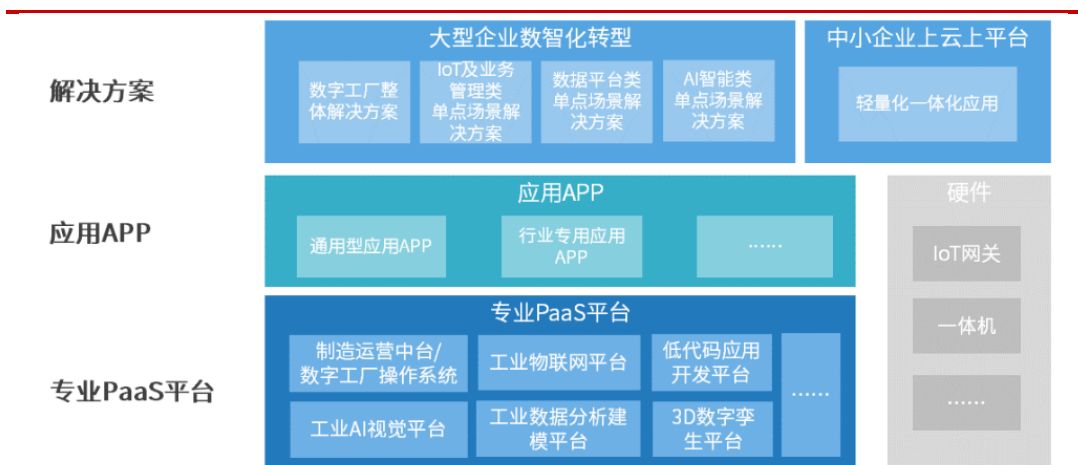 解决方案
大型企业数智化转型
数字工厂整
体解决方案
IoT及业务
管理类
单点场景解
决方案
数据平台类
单点场景解
决方案
AI智能类
单点场景解
决方案
中小企业上云上平台
轻量化一体化应用
应用APP
应用APP
通用型应用APP
行业专用应用
APP
......
硬件
IoT网关
一体机
......
专业PaaS平台
专业PaaS平台
制造运营中台/
数字工厂操作系统
工业物联网平台
低代码应用
开发平台
工业AI视觉平台
工业数据分析建
模平台
3D数字孪
生平台
......